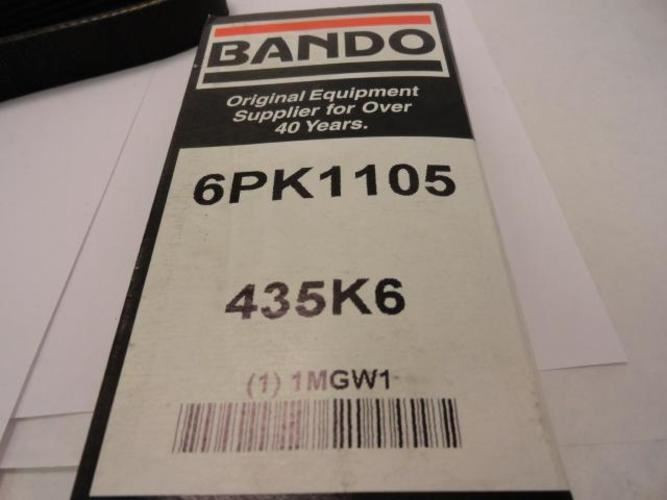 BANDO
Original Equipment
Supplier for Over
40 Years.
6PK1105
435K6
(1) 1MGW1